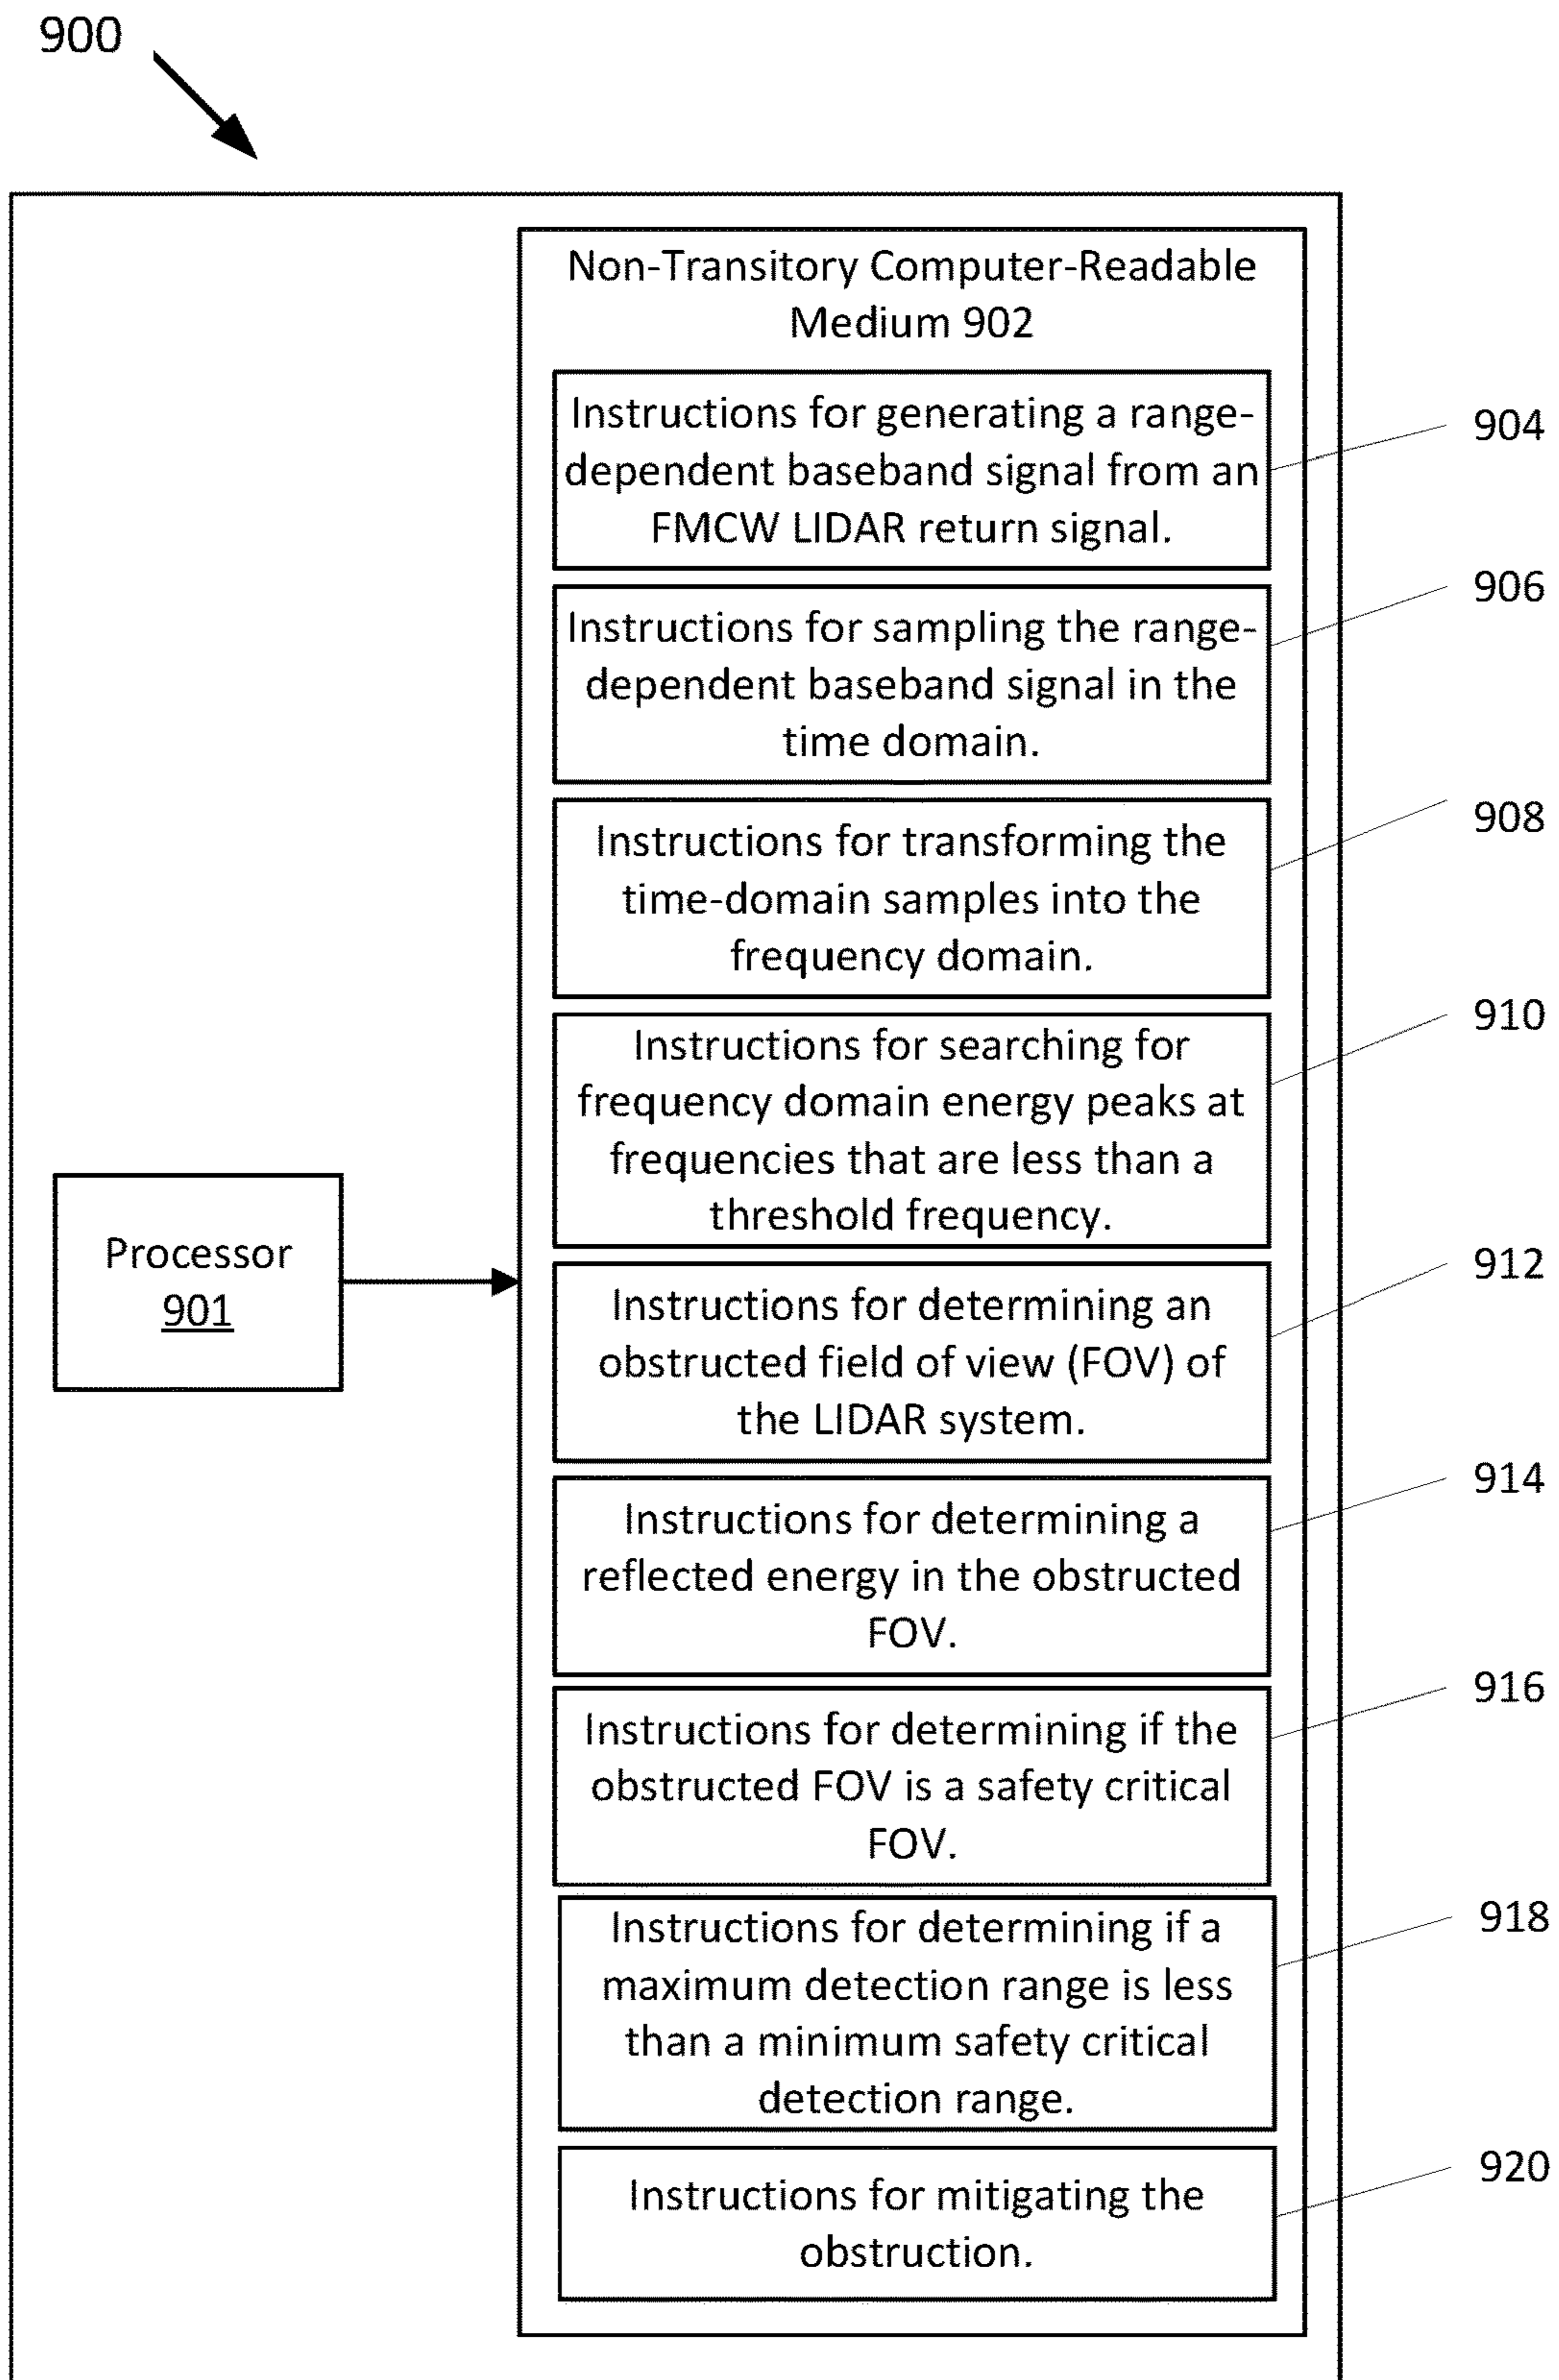 900
Non-Transitory Computer-Readable
Medium 902
Instructions for generating a range-
dependent baseband signal from an
FMCW LIDAR return signal.
904
Instructions for sampling the range-
dependent baseband signal in the
time domain.
906
Instructions for transforming the
time-domain samples into the
frequency domain.
908
Instructions for searching for
frequency domain energy peaks at
frequencies that are less than a
threshold frequency.
910
Processor
901
Instructions for determining an
obstructed field of view (FOV) of
the LIDAR system.
912
Instructions for determining a
reflected energy in the obstructed
FOV.
914
Instructions for determining if the
obstructed FOV is a safety critical
FOV.
916
Instructions for determining if a
maximum detection range is less
than a minimum safety critical
detection range.
918
Instructions for mitigating the
obstruction.
920